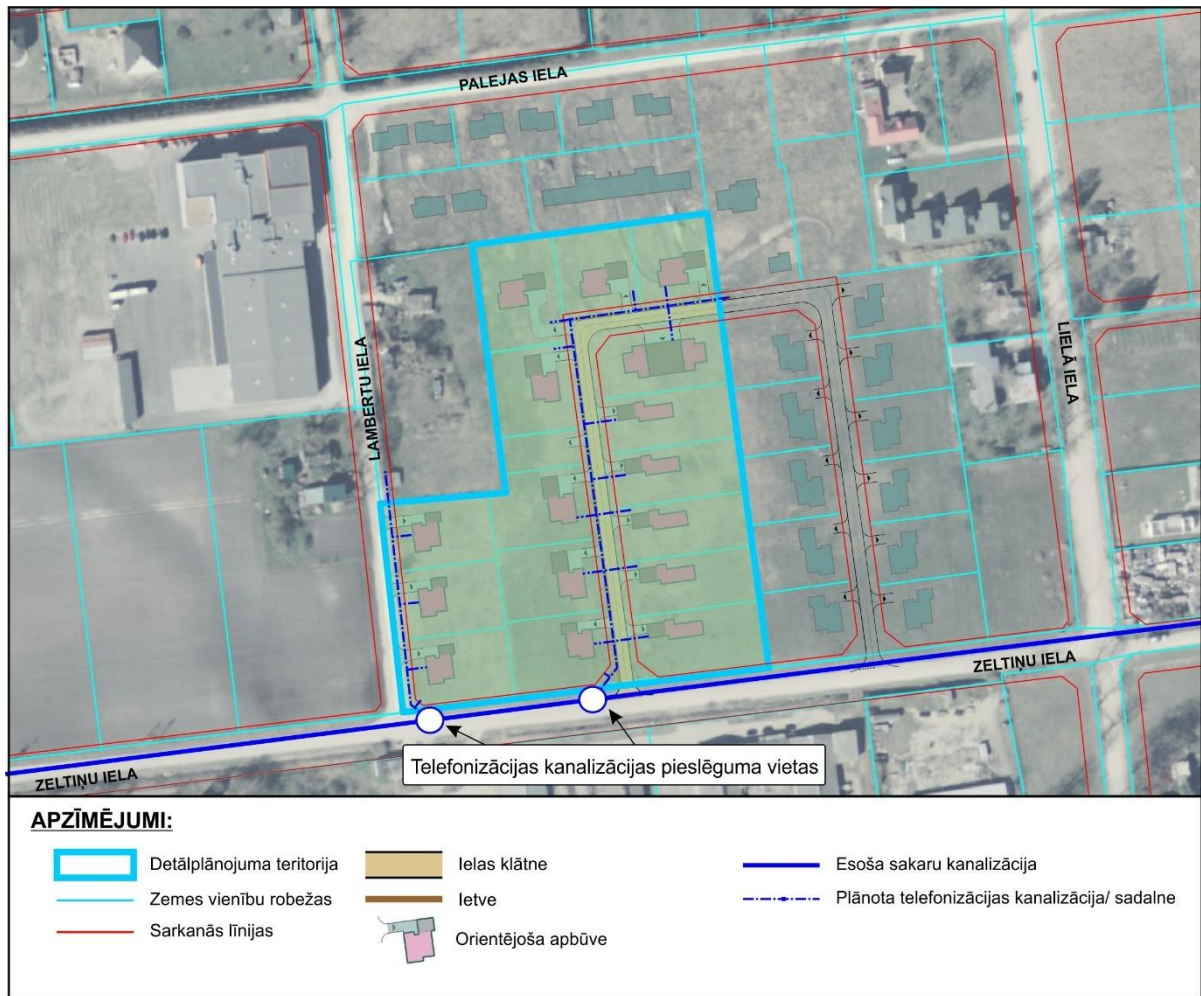 PALEJAS IELA
LAMBERTU IELA
LIELĀ IELA
ZELTIŅU IELA
Telefonizācijas kanalizācijas pieslēguma vietas
ZELTIŅU IELA
APZĪMĒJUMI:
Detālplānojuma teritorija
Ielas klātne
Esoša sakaru kanalizācija
Zemes vienību robežas
Ietve
Plānota telefonizācijas kanalizācija/ sadalne
Sarkanās līnijas
Orientējoša apbūve